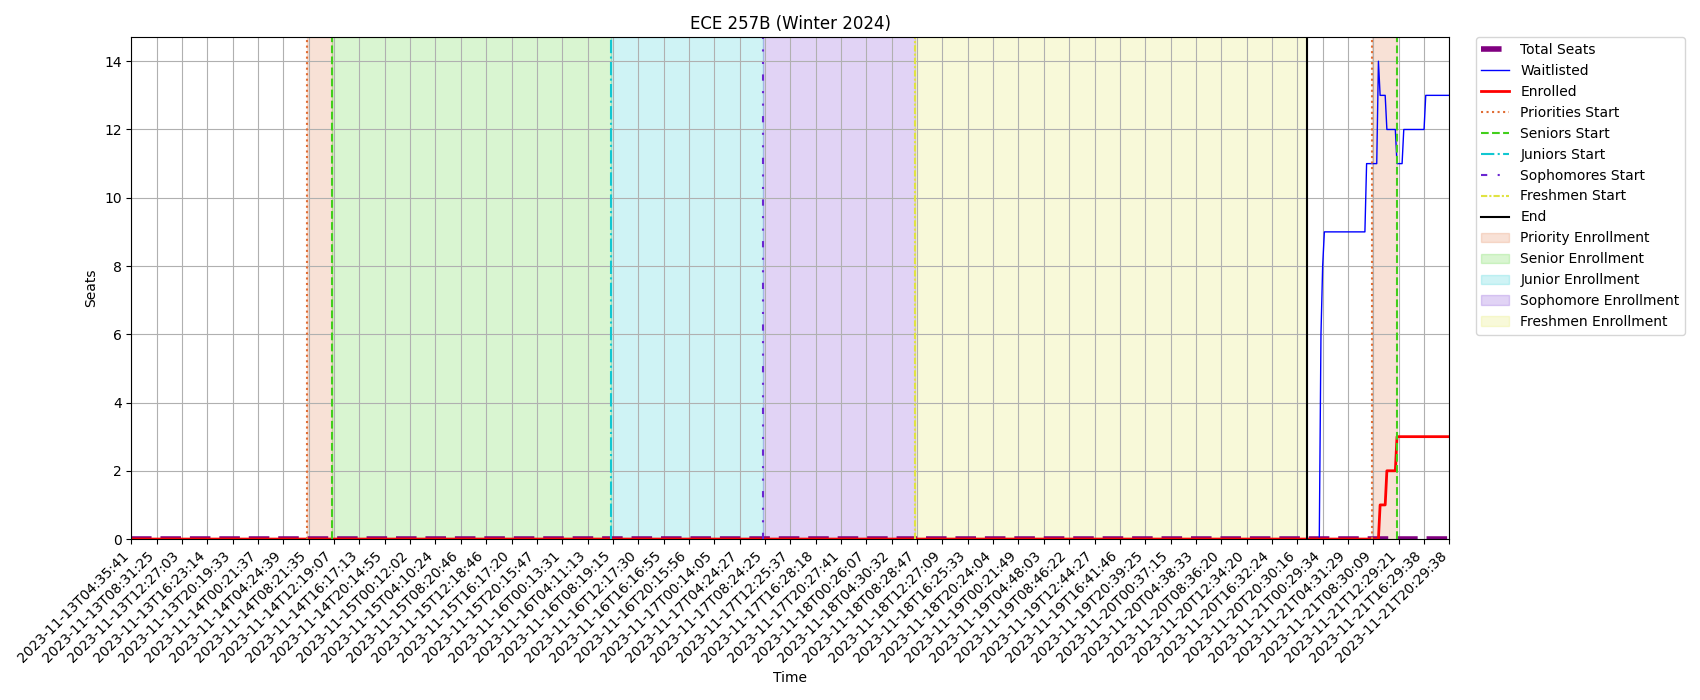 ECE 257B (Winter 2024)
14
12
10
8
6
4
2
0
Seats
2023-11-13T04:35:41
2023-11-13T08:31:25
2023-11-13T12:27:03
2023-11-13T16:23:14
2023-11-13T20:19:33
2023-11-14T00:21:37
2023-11-14T04:24:39
2023-11-14T08:21:35
2023-11-14T12:19:07
2023-11-14T16:17:13
2023-11-14T20:14:55
2023-11-15T00:12:02
2023-11-15T04:10:24
2023-11-15T08:20:46
2023-11-15T12:18:46
2023-11-15T16:17:20
2023-11-15T20:15:47
2023-11-16T00:13:31
2023-11-16T04:11:13
2023-11-16T08:19:15
2023-11-16T12:17:30
2023-11-16T16:16:55
2023-11-16T20:15:56
2023-11-17T00:14:05
2023-11-17T04:24:27
2023-11-17T08:24:25
2023-11-17T12:25:37
2023-11-17T16:28:18
2023-11-17T20:27:41
2023-11-18T00:26:07
2023-11-18T04:30:32
2023-11-18T08:28:47
2023-11-18T12:27:09
2023-11-18T16:25:33
2023-11-18T20:24:04
2023-11-19T00:21:49
2023-11-19T04:48:03
2023-11-19T08:46:22
2023-11-19T12:44:27
2023-11-19T16:41:46
2023-11-19T20:39:25
2023-11-20T00:37:15
2023-11-20T04:38:33
2023-11-20T08:36:20
2023-11-20T12:34:20
2023-11-20T16:32:24
2023-11-20T20:30:16
2023-11-21T00:29:34
2023-11-21T04:31:29
2023-11-21T08:30:09
2023-11-21T12:29:21
2023-11-21T16:29:38
2023-11-21T20:29:38
Time
Total Seats
Waitlisted
Enrolled
Priorities Start
Seniors Start
Juniors Start
Sophomores Start
Freshmen Start
End
Priority Enrollment
Senior Enrollment
Junior Enrollment
Sophomore Enrollment
Freshmen Enrollment